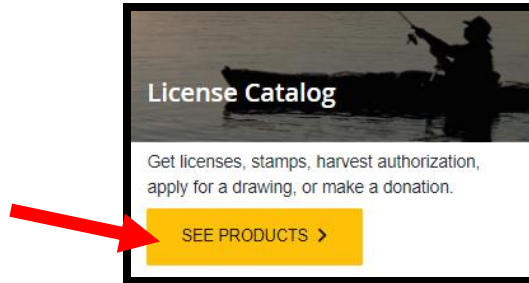 License Catalog
Get licenses, stamps, harvest authorization,
apply for a drawing, or make a donation.
SEE PRODUCTS >